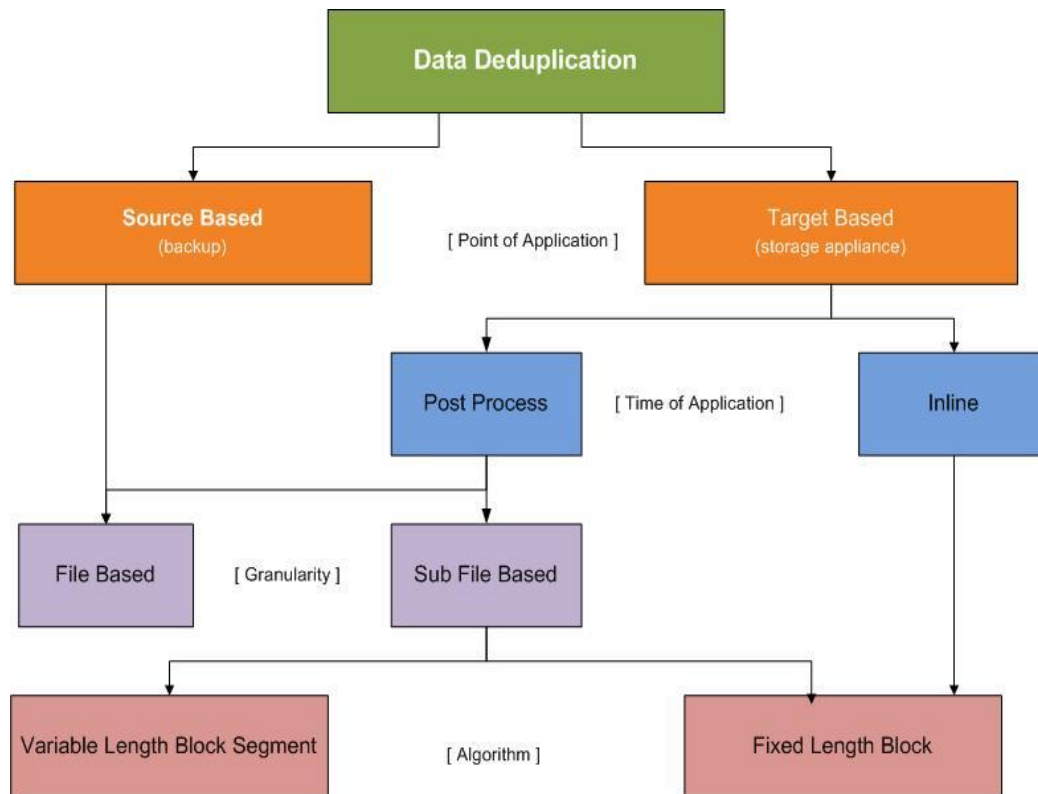 Data Deduplication
Source Based
(backup)
[ Point of Application ]
Target Based
(storage appliance)
Post Process
[ Time of Application ]
Inline
File Based
[ Granularity ]
Sub File Based
Variable Length Block Segment
[ Algorithm ]
Fixed Length Block